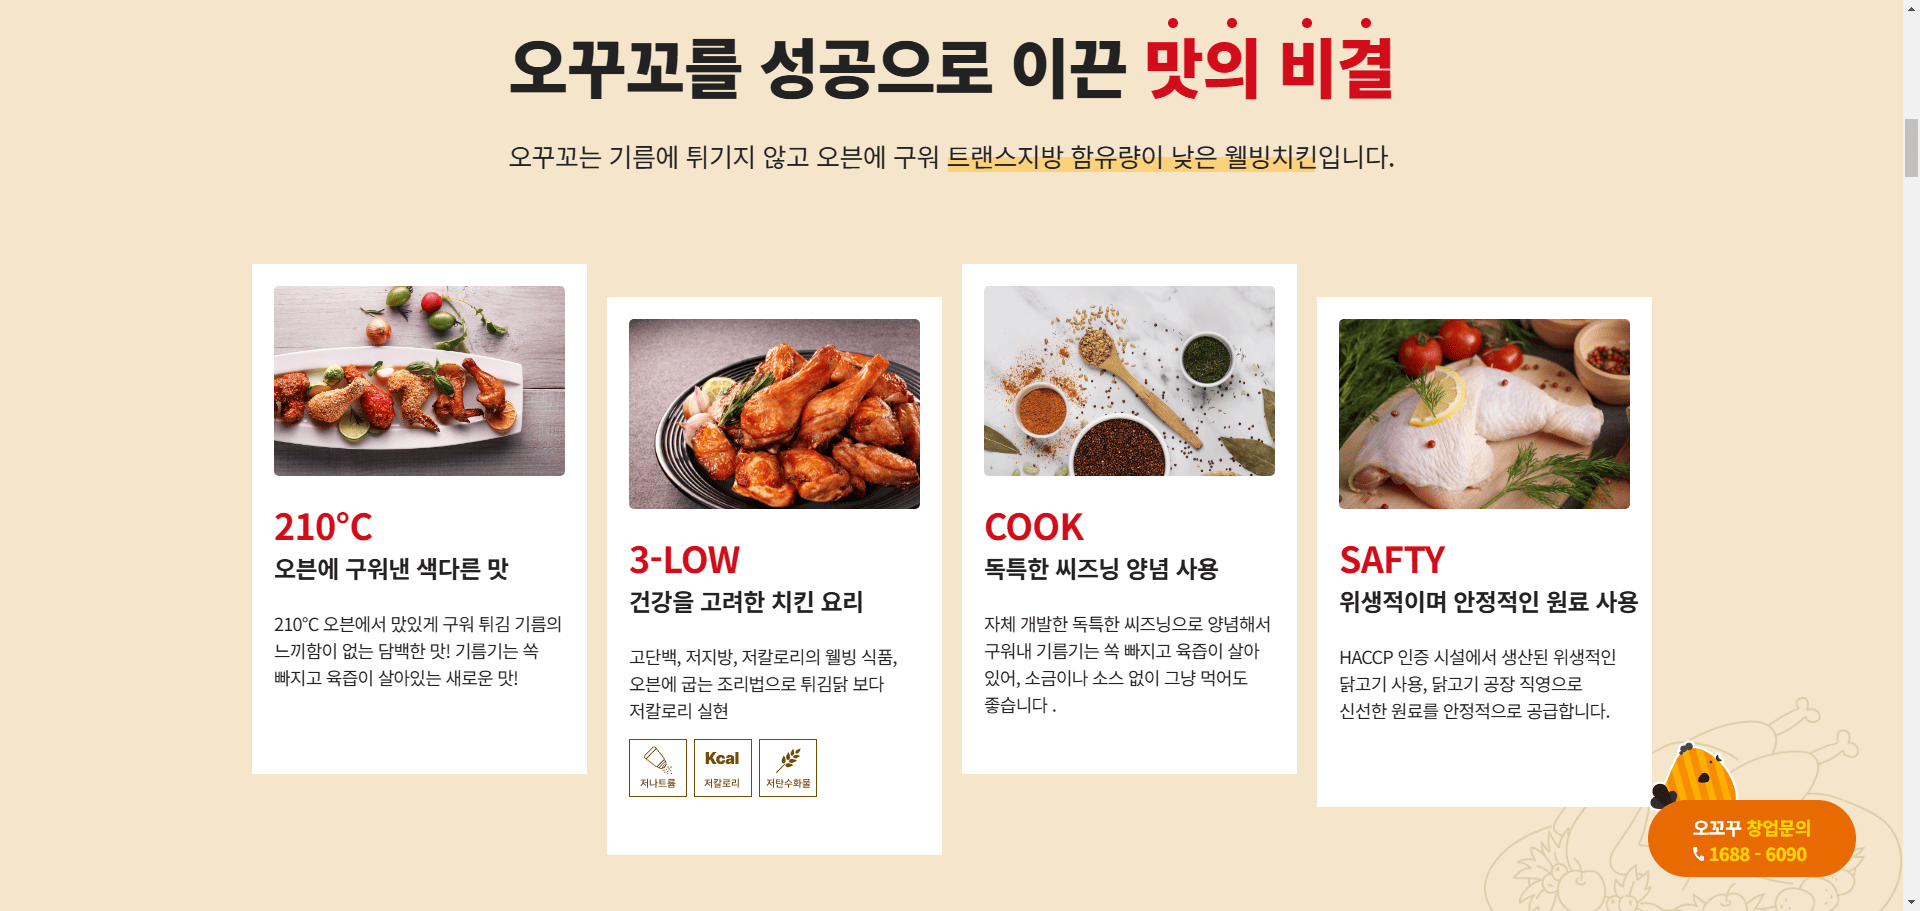 오꾸꼬를 성공으로 이끈 맛의 비결
오꾸꼬는 기름에 튀기지 않고 오븐에 구워 트랜스지방 함유량이 낮은 웰빙치킨입니다.
210°C
오븐에 구워낸 색다른 맛
210°C 오븐에서 맜있게 구워 튀김 기름의
느끼함이 없는 담백한 맛! 기름기는 쏙
빠지고 육즙이 살아있는 새로운 맛!
3-LOW
건강을 고려한 치킨 요리
고단백, 저지방, 저칼로리의 웰빙 식품,
오븐에 굽는 조리법으로 튀김닭 보다
저칼로리 실현
저나트륨
Kcal
저칼로리
저탄수화물
COOK
독특한 씨즈닝 양념 사용
자체 개발한 독특한 씨즈닝으로 양념해서
구워내 기름기는 쏙 빠지고 육즙이 살아
있어, 소금이나 소스 없이 그냥 먹어도
좋습니다 .
SAFTY
위생적이며 안정적인 원료 사용
HACCP 인증 시설에서 생산된 위생적인
닭고기 사용, 닭고기 공장 직영으로
신선한 원료를 안정적으로 공급합니다.
오꼬꾸 창업문의
1688 - 6090